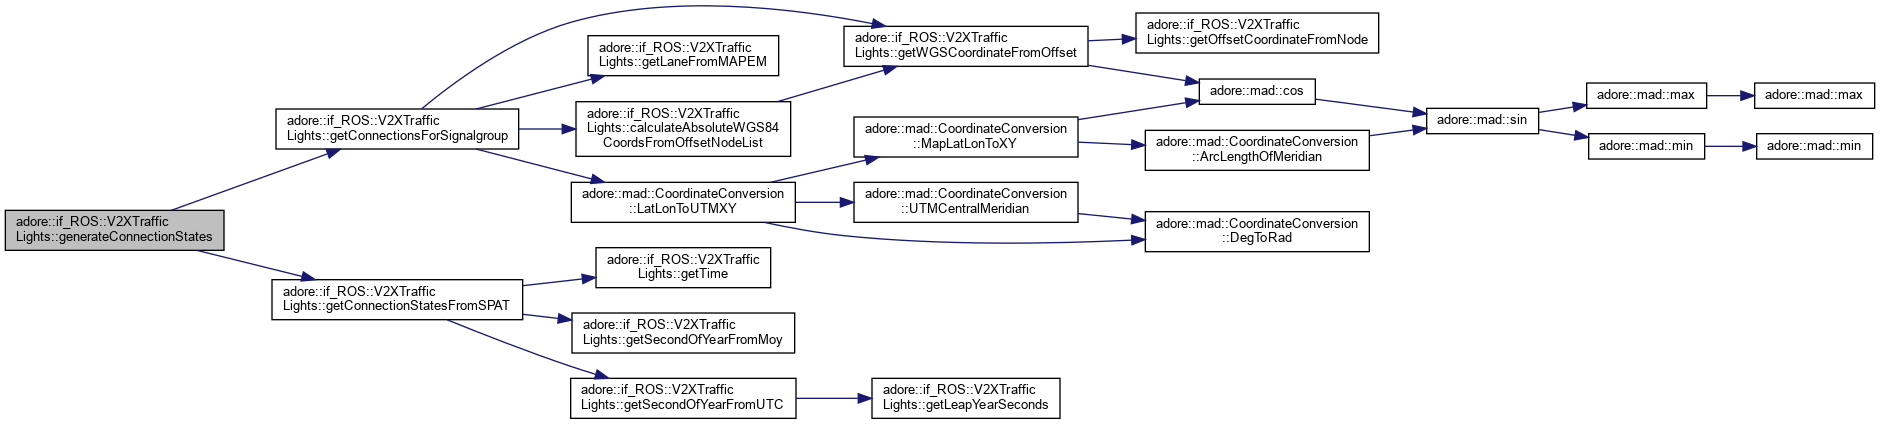 adore::if_ROS::V2XTraffic
Lights::generateConnectionStates
adore::if_ROS::V2XTraffic
Lights::getConnectionsForSignalgroup
adore::if_ROS::V2XTraffic
Lights::getConnectionStatesFromSPAT
adore::if_ROS::V2XTraffic
Lights::getLaneFromMAPEM
adore::if_ROS::V2XTraffic
Lights::calculateAbsoluteWGS84
CoordsFromOffsetNodeList
adore::mad::CoordinateConversion
::LatLonToUTMXY
adore::if_ROS::V2XTraffic
Lights::getTime
adore::if_ROS::V2XTraffic
Lights::getSecondOfYearFromMoy
adore::if_ROS::V2XTraffic
Lights::getSecondOfYearFromUTC
adore::if_ROS::V2XTraffic
Lights::getWGSCoordinateFromOffset
adore::mad::CoordinateConversion
::MapLatLonToXY
adore::mad::CoordinateConversion
::UTMCentralMeridian
adore::if_ROS::V2XTraffic
Lights::getLeapYearSeconds
adore::if_ROS::V2XTraffic
Lights::getOffsetCoordinateFromNode
adore::mad::cos
adore::mad::CoordinateConversion
::ArcLengthOfMeridian
adore::mad::CoordinateConversion
::DegToRad
adore::mad::sin
adore::mad::max
adore::mad::min
adore::mad::max
adore::mad::min